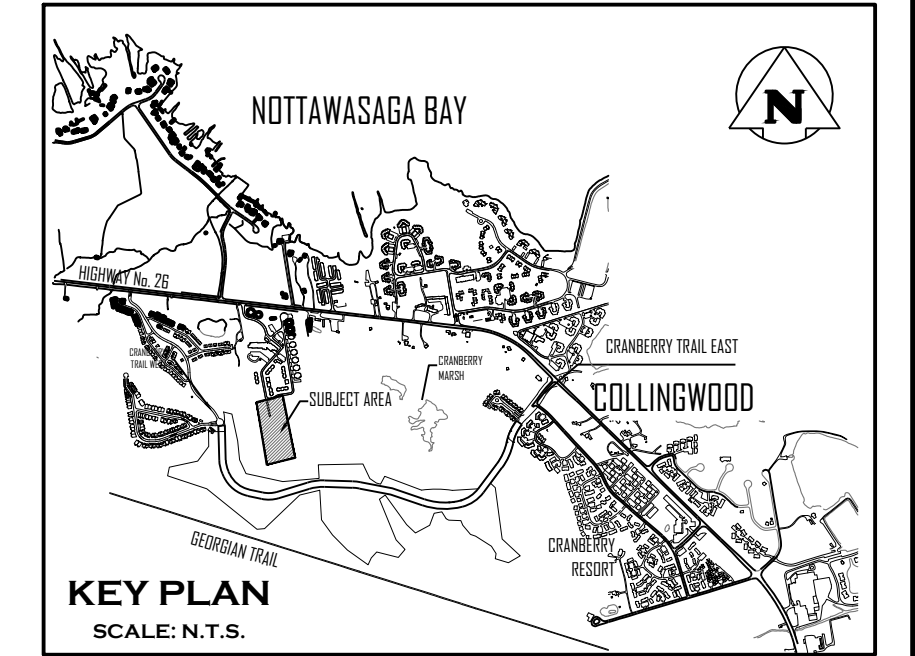 NOTTAWASAGA BAY
N
HIGHWAY No. 26
CRANBERRY TRAIL EAST
CRANBERRY
MARSH
TRAIL
SUBJECT AREA
COLLINGWOOD
GEORGIAN TRAIL
CRANBERRY
RESORT
KEY PLAN
SCALE: N.T.S.